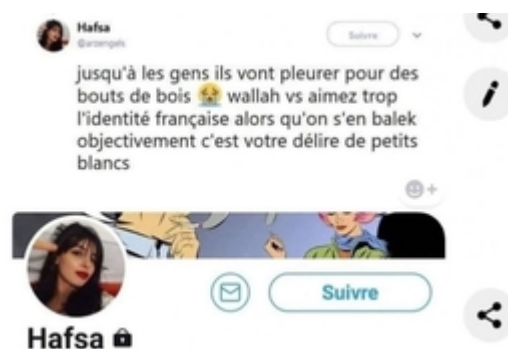 Hafsa
Suivre
jusqu'à les gens ils vont pleurer pour des
bouts de bois 😭 wallah vs aimez trop
l'identité française alors qu'on s'en balek
objectivement c'est votre délire de petits
blancs
Suivre
Hafsa